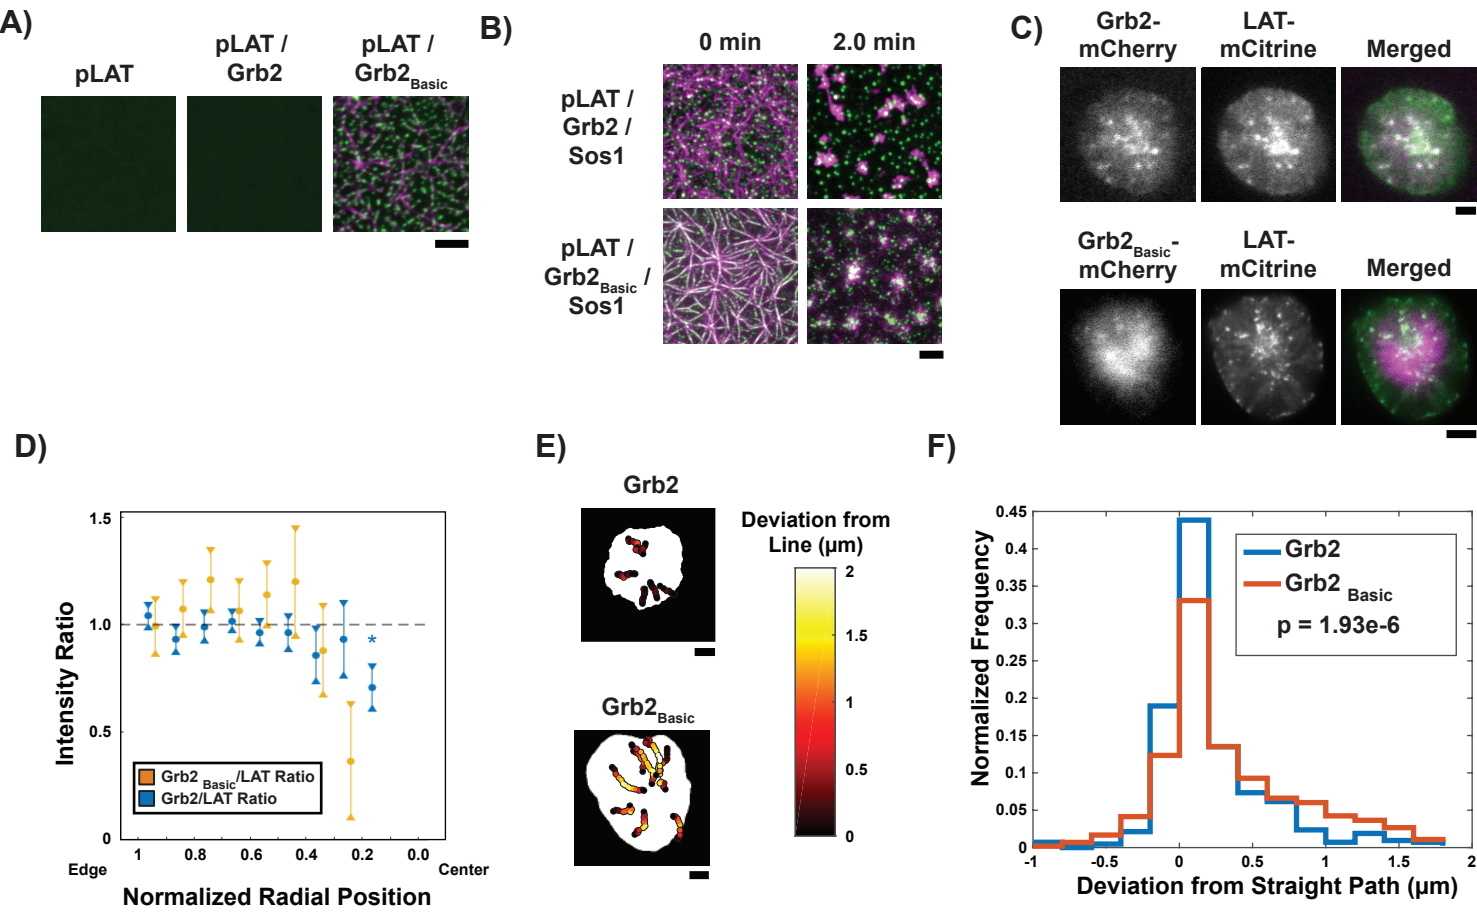 A)
pLAT
pLAT /
Grb2
pLAT /
Grb2Basic
B)
0 min
2.0 min
pLAT /
Grb2 /
Sos1
pLAT /
Grb2Basic /
Sos1
C)
Grb2-
mCherry
LAT-
mCitrine
Merged
Grb2Basic-
mCherry
LAT-
mCitrine
Merged
D)
1.5
1.0
0.5
0
Intensity Ratio
*
Grb2 Basic/LAT Ratio
Grb2/LAT Ratio
1
0.8
0.6
0.4
0.2
0.0
Edge
Center
Normalized Radial Position
E)
Grb2
Grb2Basic
Deviation from
Line (µm)
2
1.5
1
0.5
0
F)
0.45
0.4
0.35
0.3
0.25
0.2
0.15
0.1
0.05
0
Normalized Frequency
Grb2
Grb2 Basic
p = 1.93e-6
-1
-0.5
0
0.5
1
1.5
2
Deviation from Straight Path (µm)